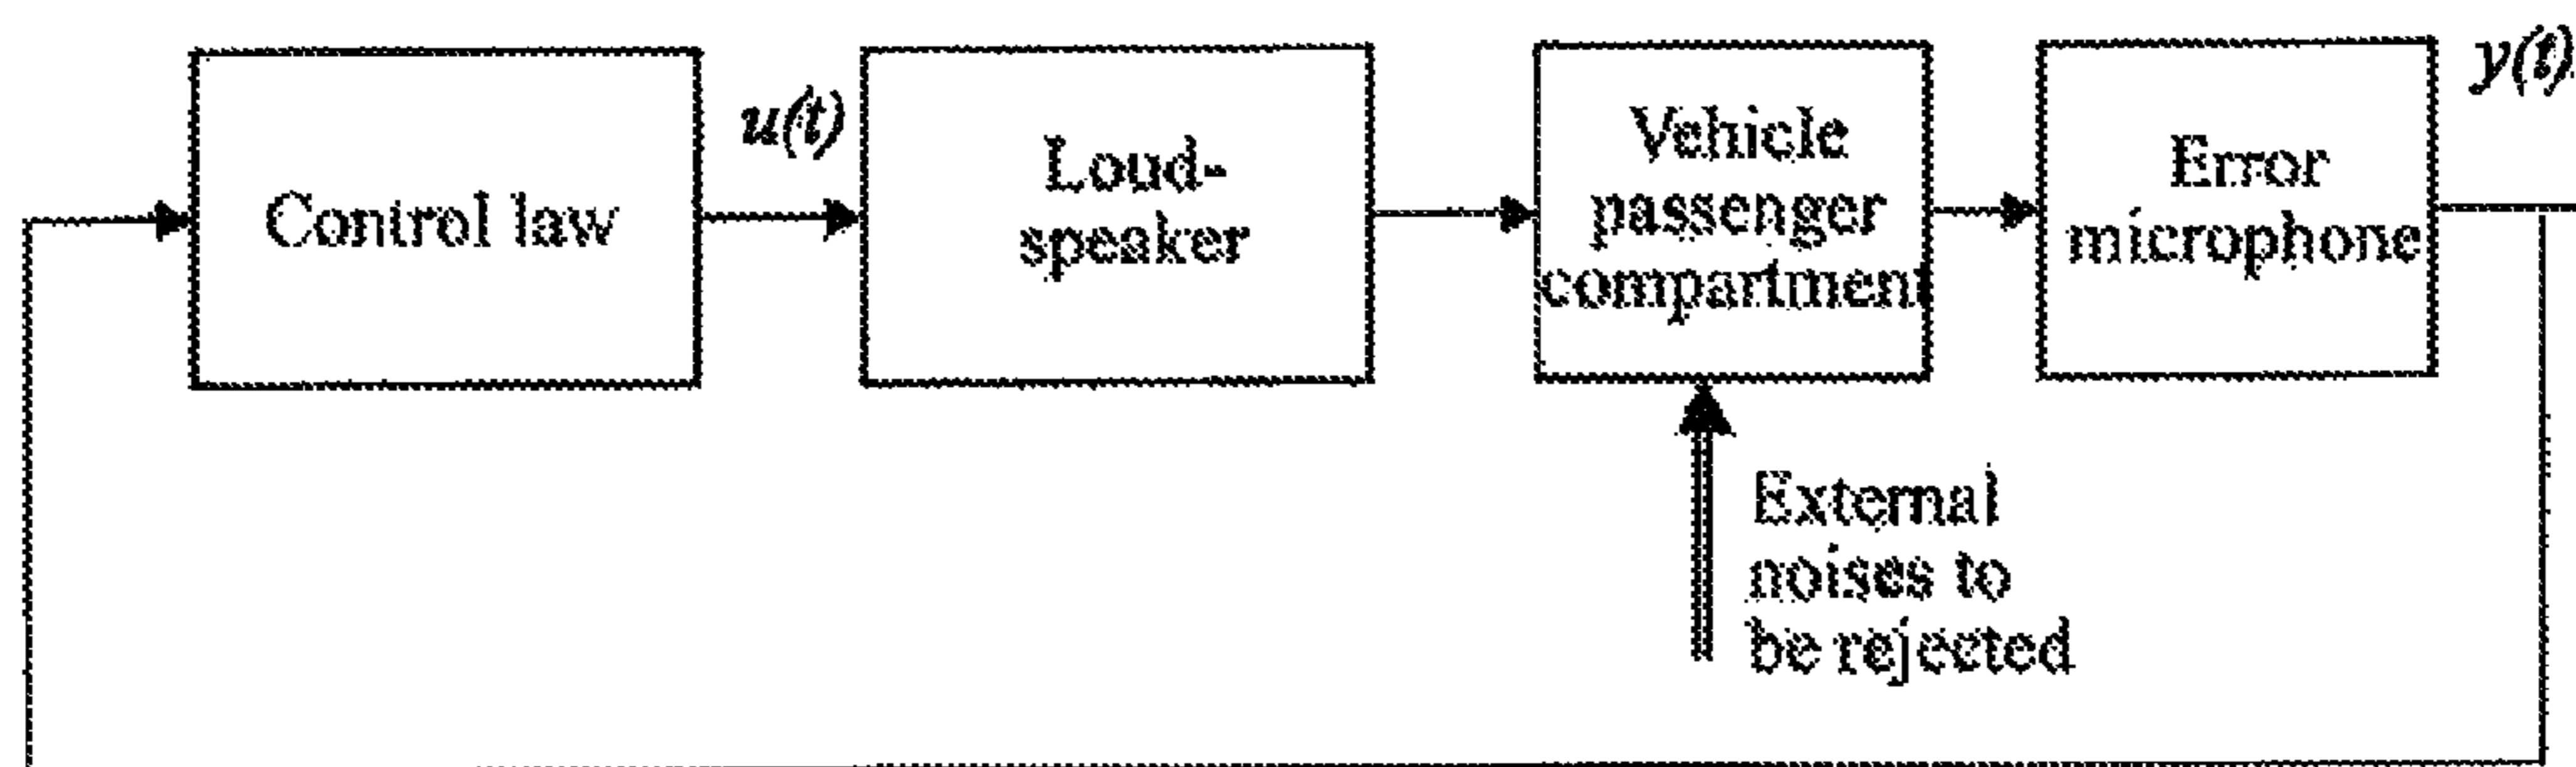 Control law
u(t)
Loud-
speaker
Vehicle
passenger
compartment
Error
microphone
y(t)
External
noises to
be rejected